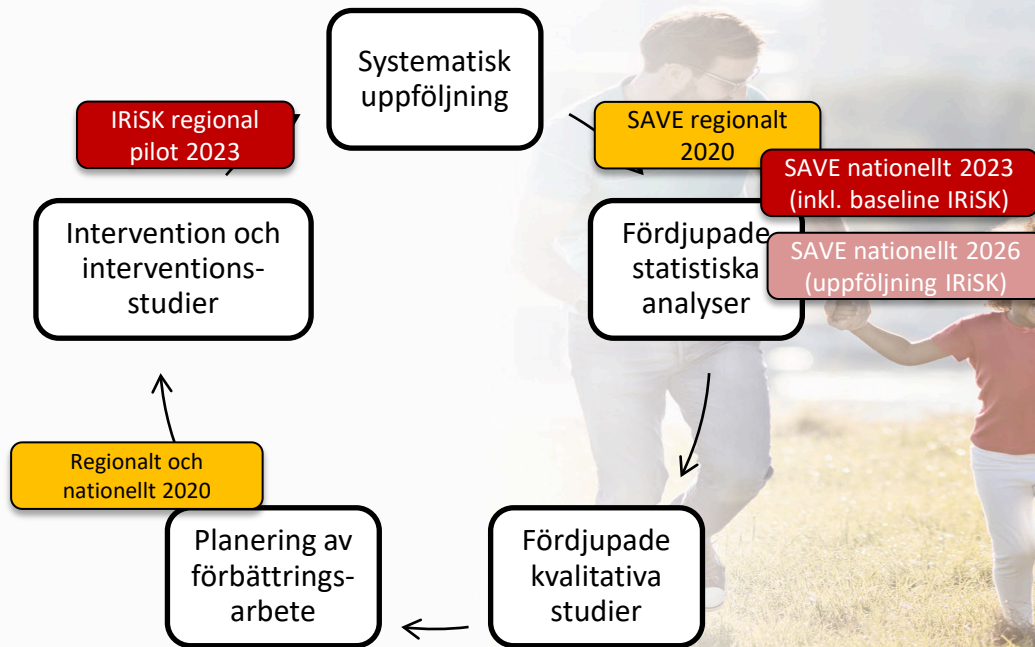 Systematisk
uppföljning
IRiSK regional
pilot 2023
SAVE regionalt
2020
SAVE nationellt 2023
(inkl. baseline IRiSK)
SAVE nationellt 2026
(uppföljning IRiSK)
Intervention och
interventions-
studier
Fördjupade
statistiska
analyser
Regionalt och
nationellt 2020
Planering av
förbättrings-
arbete
Fördjupade
kvalitativa
studier